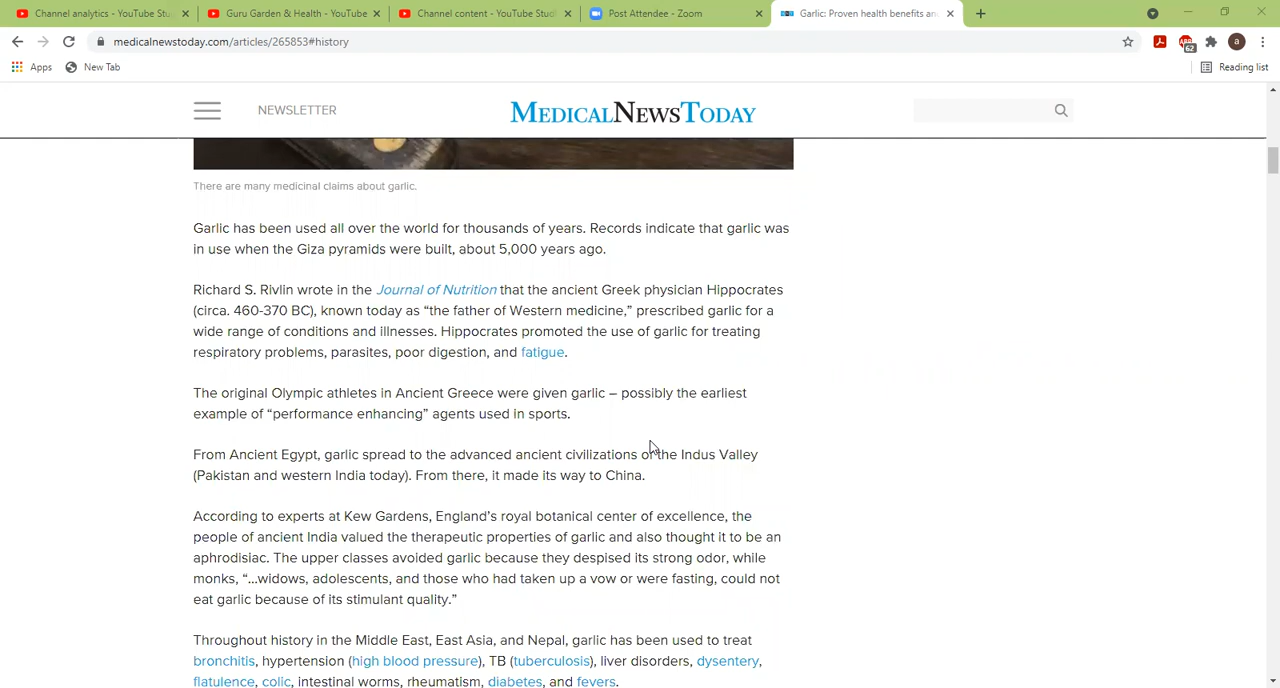 Channel analytics - YouTube Stu
Guru Garden & Health - YouTube
Channel content - YouTube Stud
Post Attendee - Zoom
Garlic: Proven health benefits an
medicalnewstoday.com/articles/265853#history
62
a
Apps
New Tab
Reading list
NEWSLETTER
MEDICALNEWSTODAY
There are many medicinal claims about garlic.
Garlic has been used all over the world for thousands of years. Records indicate that garlic was
in use when the Giza pyramids were built, about 5,000 years ago.
Richard S. Rivlin wrote in the Journal of Nutrition that the ancient Greek physician Hippocrates
(circa. 460-370 BC), known today as “the father of Western medicine,” prescribed garlic for a
wide range of conditions and illnesses. Hippocrates promoted the use of garlic for treating
respiratory problems, parasites, poor digestion, and fatigue.
The original Olympic athletes in Ancient Greece were given garlic – possibly the earliest
example of “performance enhancing” agents used in sports.
From Ancient Egypt, garlic spread to the advanced ancient civilizations of the Indus Valley
(Pakistan and western India today). From there, it made its way to China.
According to experts at Kew Gardens, England’s royal botanical center of excellence, the
people of ancient India valued the therapeutic properties of garlic and also thought it to be an
aphrodisiac. The upper classes avoided garlic because they despised its strong odor, while
monks, “...widows, adolescents, and those who had taken up a vow or were fasting, could not
eat garlic because of its stimulant quality.”
Throughout history in the Middle East, East Asia, and Nepal, garlic has been used to treat
bronchitis, hypertension (high blood pressure), TB (tuberculosis), liver disorders, dysentery,
flatulence, colic, intestinal worms, rheumatism, diabetes, and fevers.